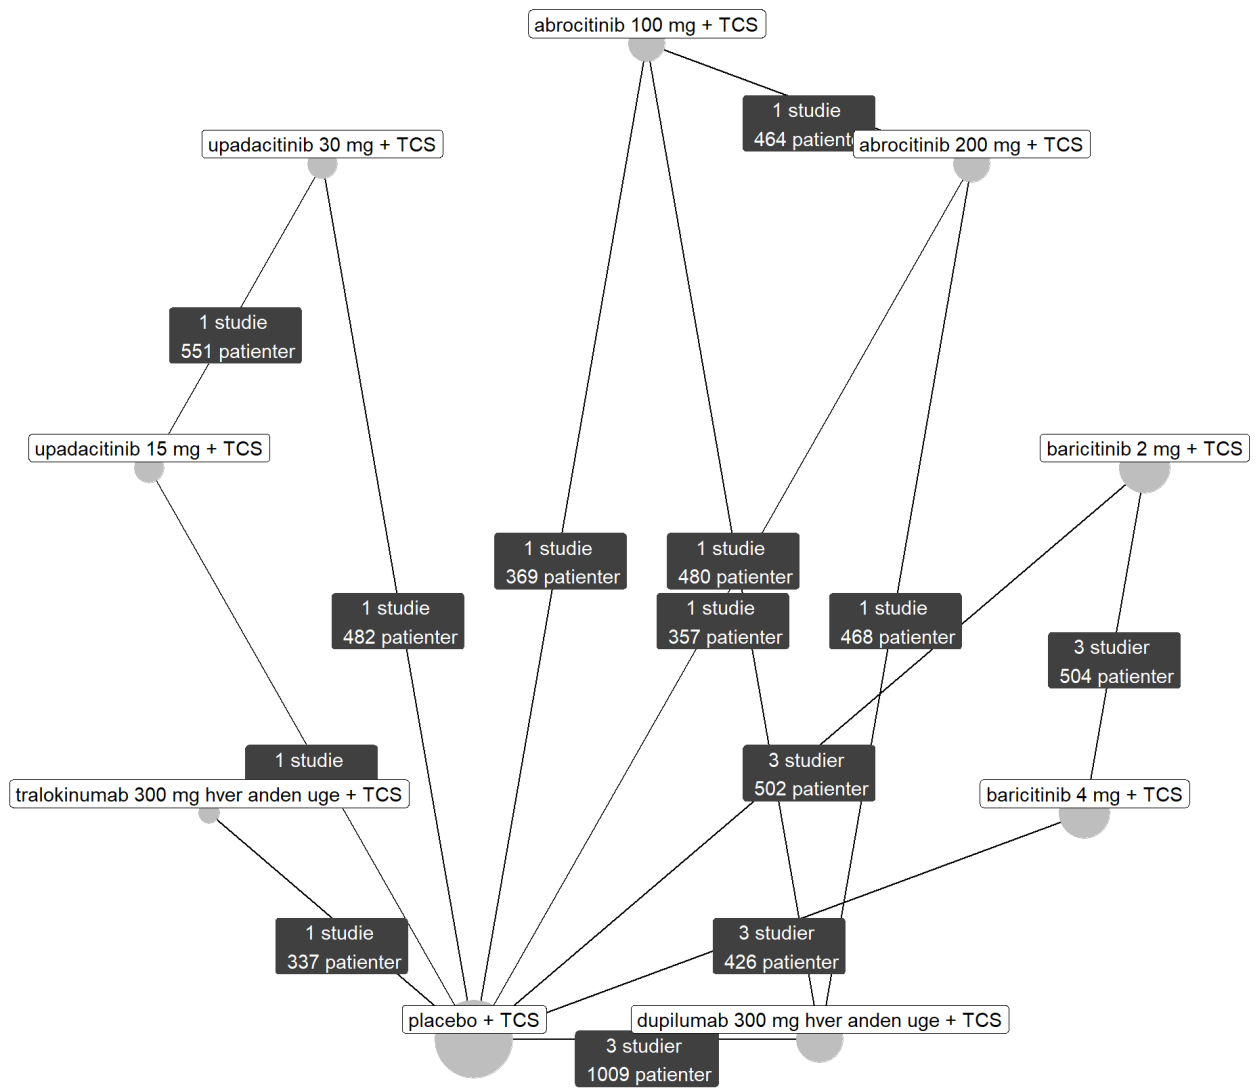 abrocitinib 100 mg + TCS
1 studie
464 patient
abrocitinib 200 mg + TCS
upadacitinib 30 mg + TCS
1 studie
551 patienter
upadacitinib 15 mg + TCS
baricitinib 2 mg + TCS
1 studie
369 patienter
1 studie
480 patienter
1 studie
482 patienter
1 studie
357 patienter
1 studie
468 patienter
3 studier
504 patienter
1 studie
tralokinumab 300 mg hver anden uge + TCS
3 studier
502 patienter
baricitinib 4 mg + TCS
1 studie
337 patienter
3 studier
426 patienter
placebo + TCS
dupilumab 300 mg hver anden uge + TCS
3 studier
1009 patienter